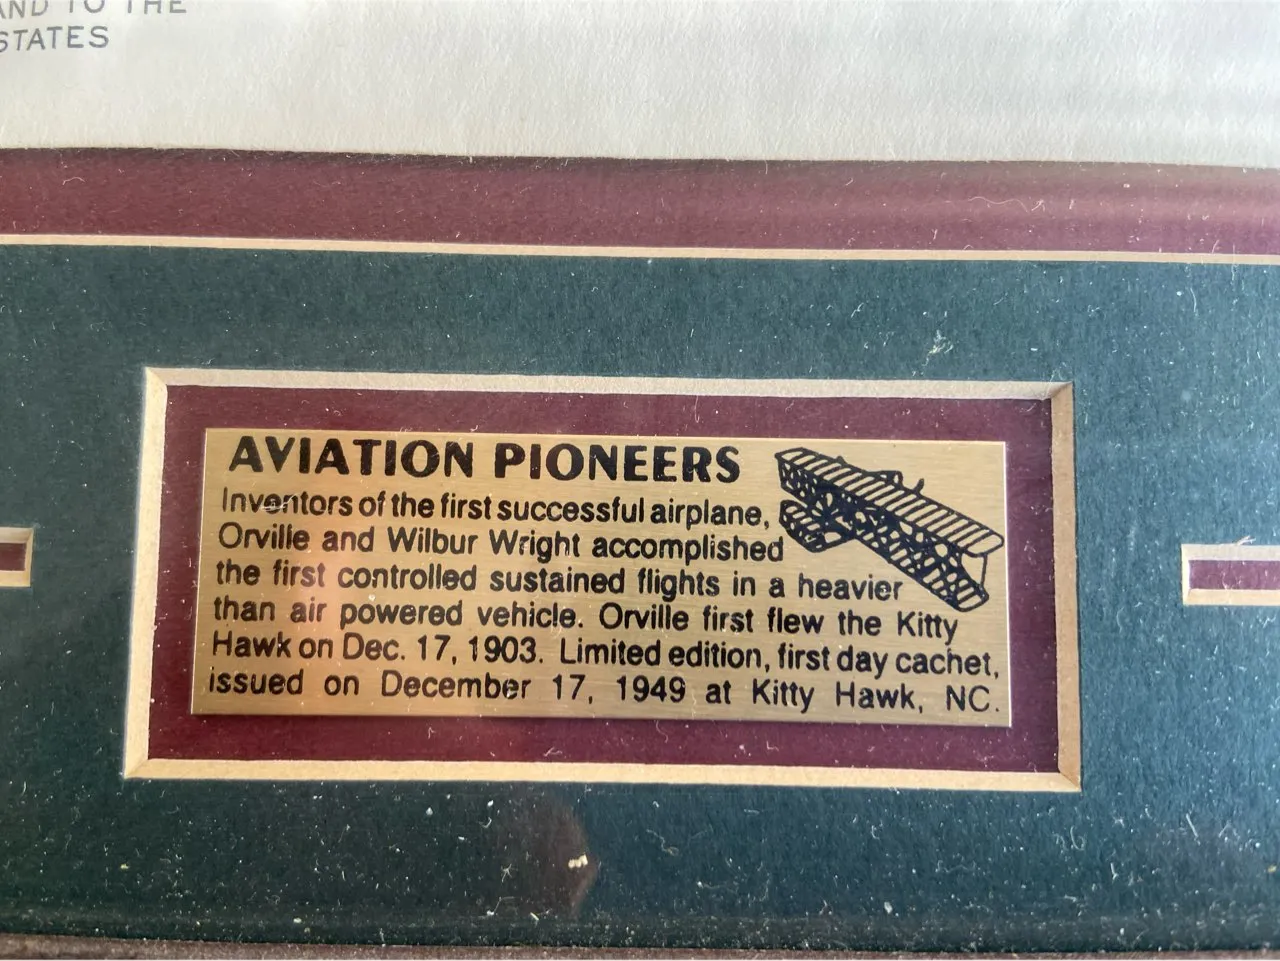 AND TO THE
STATES
AVIATION PIONEERS
Inventors of the first successful airplane,
Orville and Wilbur Wright accomplished
the first controlled sustained flights in a heavier
than air powered vehicle. Orville first flew the Kitty
Hawk on Dec. 17, 1903. Limited edition, first day cachet,
issued on December 17, 1949 at Kitty Hawk, NC.